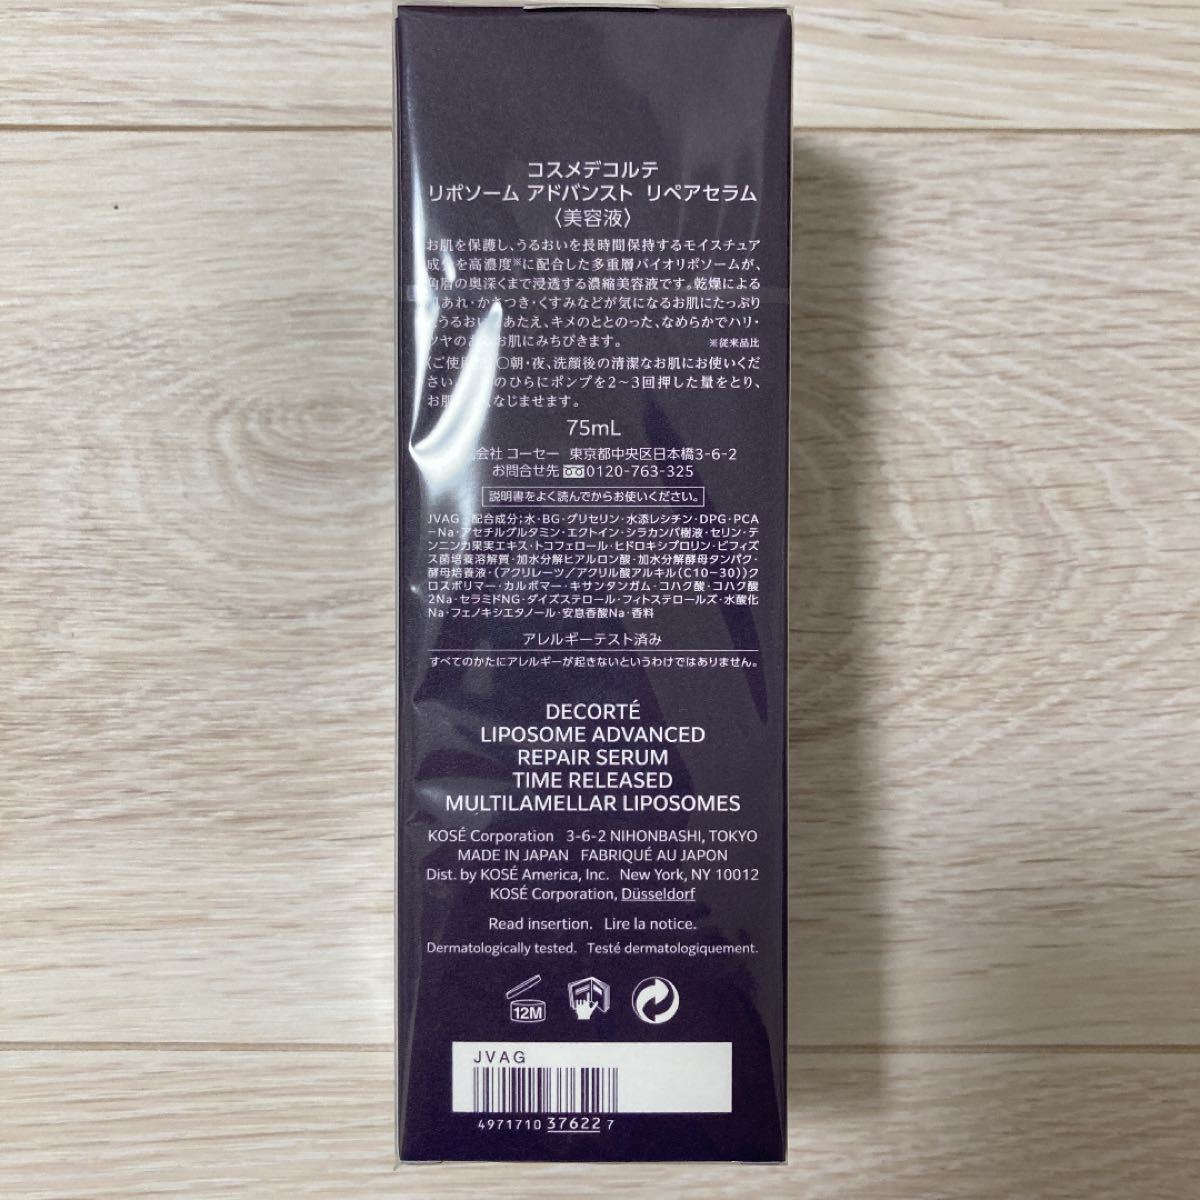 コスメデコルテ
リポソーム アドバンスト リペアセラム
〈美容液〉
お肌を保護し、うるおいを長時間保持するモイスチュア
成分を高濃度※に配合した多重層バイオリポソームが、
角層の奥深くまで浸透する濃縮美容液です。乾燥による
肌あれ・かさつき・くすみなどが気になるお肌にたっぷり
うるおいをあたえ、キメのととのった、なめらかでハリ・
ツヤのあるお肌にみちびきます。 ※従来品比
〈ご使用 〇朝・夜、洗顔後の清潔なお肌にお使いくだ
さい のひらにポンプを2〜3回押した量をとり、
お肌 なじませます。
75mL
会社 コーセー 東京都中央区日本橋3-6-2
お問合せ先 0120-763-325
説明書をよく読んでからお使いください。
JVAG 配合成分;水・BG・グリセリン・水添レシチン・DPG・PCA
-Na・アセチルグルタミン・エクトイン・シラカンバ樹液・セリン・テ
ンニンカ果実エキス・トコフェロール・ヒドロキシプロリン・ビフィズ
ス菌培養溶解質・加水分解ヒアルロン酸・加水分解酵母タンパク・
酵母培養液・(アクリレーツ/アクリル酸アルキル(C10-30))ク
ロスポリマー・カルボマー・キサンタンガム・コハク酸・コハク酸
2Na・セラミドNG・ダイズステロール・フィトステロールズ・水酸化
Na・フェノキシエタノール・安息香酸Na・香料
アレルギーテスト済み
すべてのかたにアレルギーが起きないというわけではありません。
DECORTÉ
LIPOSOME ADVANCED
REPAIR SERUM
TIME RELEASED
MULTILAMELLAR LIPOSOMES
KOSÉ Corporation 3-6-2 NIHONBASHI, TOKYO
MADE IN JAPAN FABRIQUÉ AU JAPON
Dist. by KOSÉ America, Inc. New York, NY 10012
KOSÉ Corporation, Düsseldorf
Read insertion. Lire la notice.
Dermatologically tested. Testé dermatologiquement.
12M
JVAG
4971710 37622 7